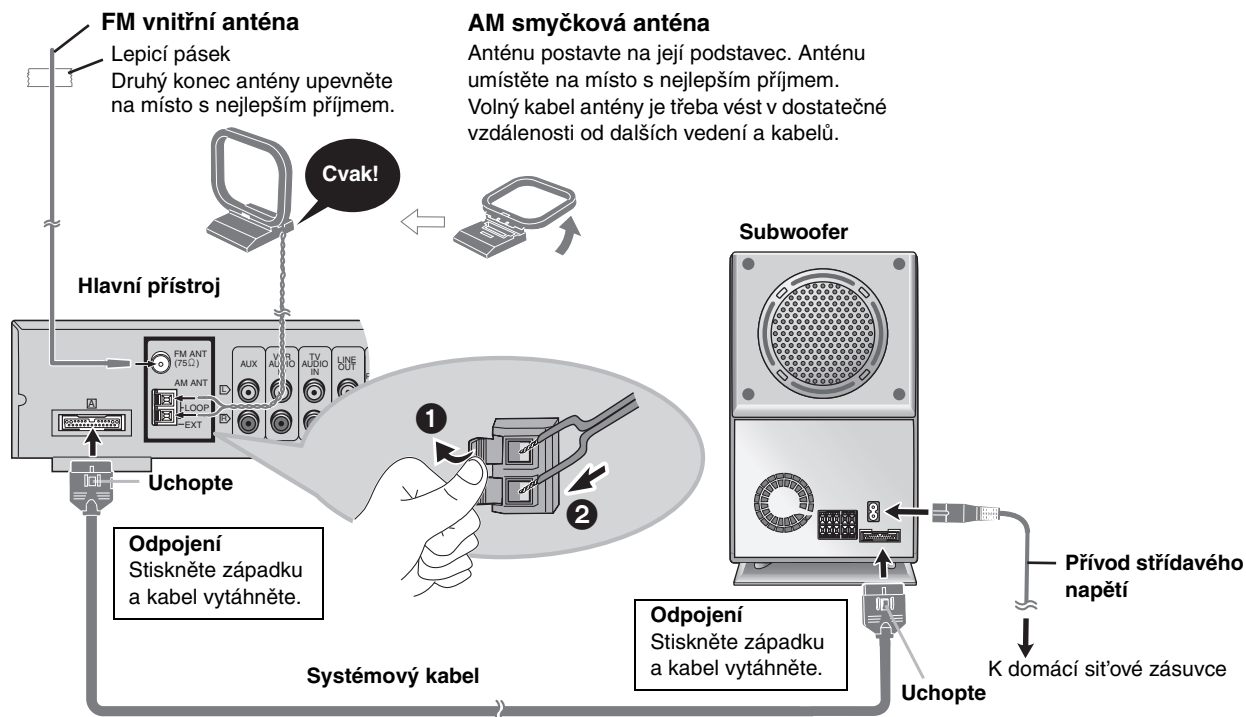 FM vnitřní anténa
Lepicí pásek
Druhý konec antény upevněte
na místo s nejlepším příjmem.
AM smyčková anténa
Anténu postavte na její podstavec. Anténu
umístěte na místo s nejlepším příjmem.
Volný kabel antény je třeba vést v dostatečné
vzdálenosti od dalších vedení a kabelů.
Cvak!
Subwoofer
Hlavní přístroj
FM ANT
(75Ω)
AM ANT
LOOP
EXT
A
AUX
VCR
AUDIO
TV
AUDIO
IN
LINE
OUT
L
R
1
2
Uchopte
Odpojení
Stiskněte západku
a kabel vytáhněte.
Systémový kabel
Odpojení
Stiskněte západku
a kabel vytáhněte.
Uchopte
Přívod střídavého
napětí
K domácí síťové zásuvce